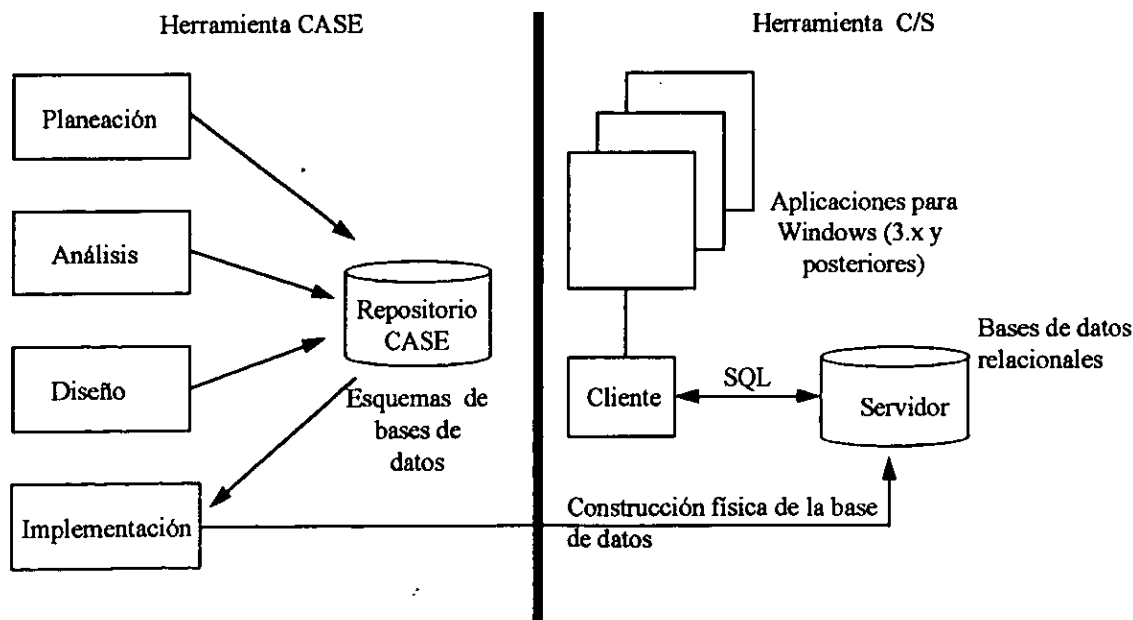 Herramienta CASE
Planeación
Análisis
Diseño
Implementación
Repositorio
CASE
Esquemas de
bases de
datos
Herramienta C/S
Aplicaciones para
Windows (3.x y
posteriores)
Cliente
SQL
Servidor
Bases de datos
relacionales
Construcción física de la base
de datos